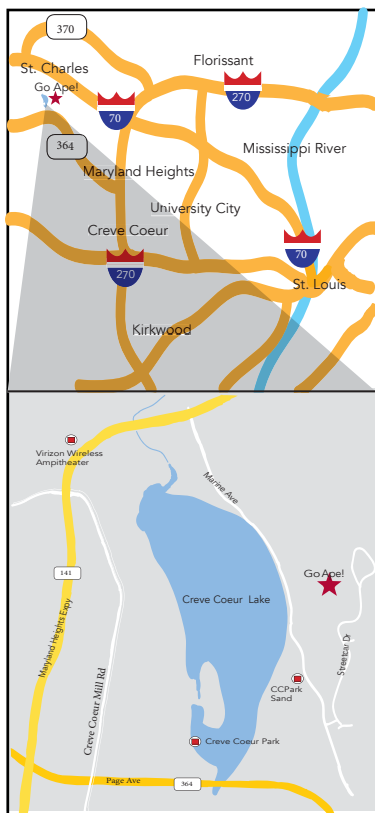 370
St. Charles
Florissant
Go Ape!
270
70
Mississippi River
364
Maryland Heights
University City
Creve Coeur
70
270
St. Louis
Kirkwood
Virizon Wireless
Ampitheater
Marine Ave
Go Ape!
141
Creve Coeur Lake
Maryland Heights Expy
Streetcar Dr
CCPark
Sand
Creve Coeur Mill Rd
Creve Coeur Park
Page Ave
364